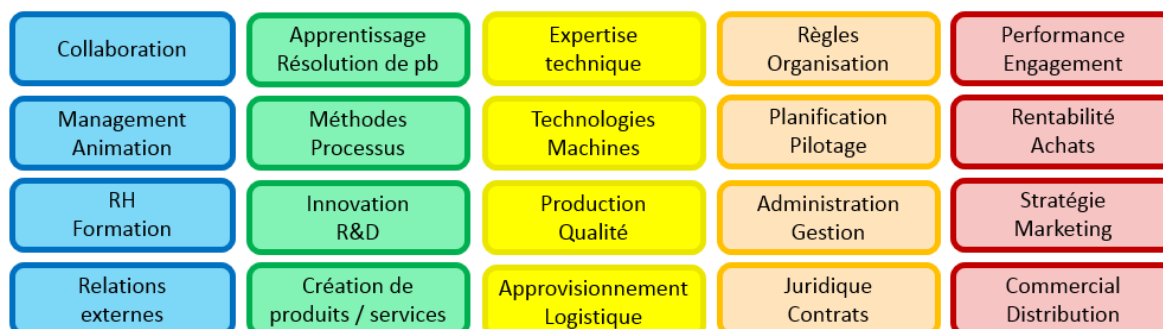 Collaboration
Apprentissage
Résolution de pb
Expertise
technique
Règles
Organisation
Performance
Engagement
Management
Animation
Méthodes
Processus
Technologies
Machines
Planification
Pilotage
Rentabilité
Achats
RH
Formation
Innovation
R&D
Production
Qualité
Administration
Gestion
Stratégie
Marketing
Relations
externes
Création de
produits / services
Approvisionnement
Logistique
Juridique
Contrats
Commercial
Distribution